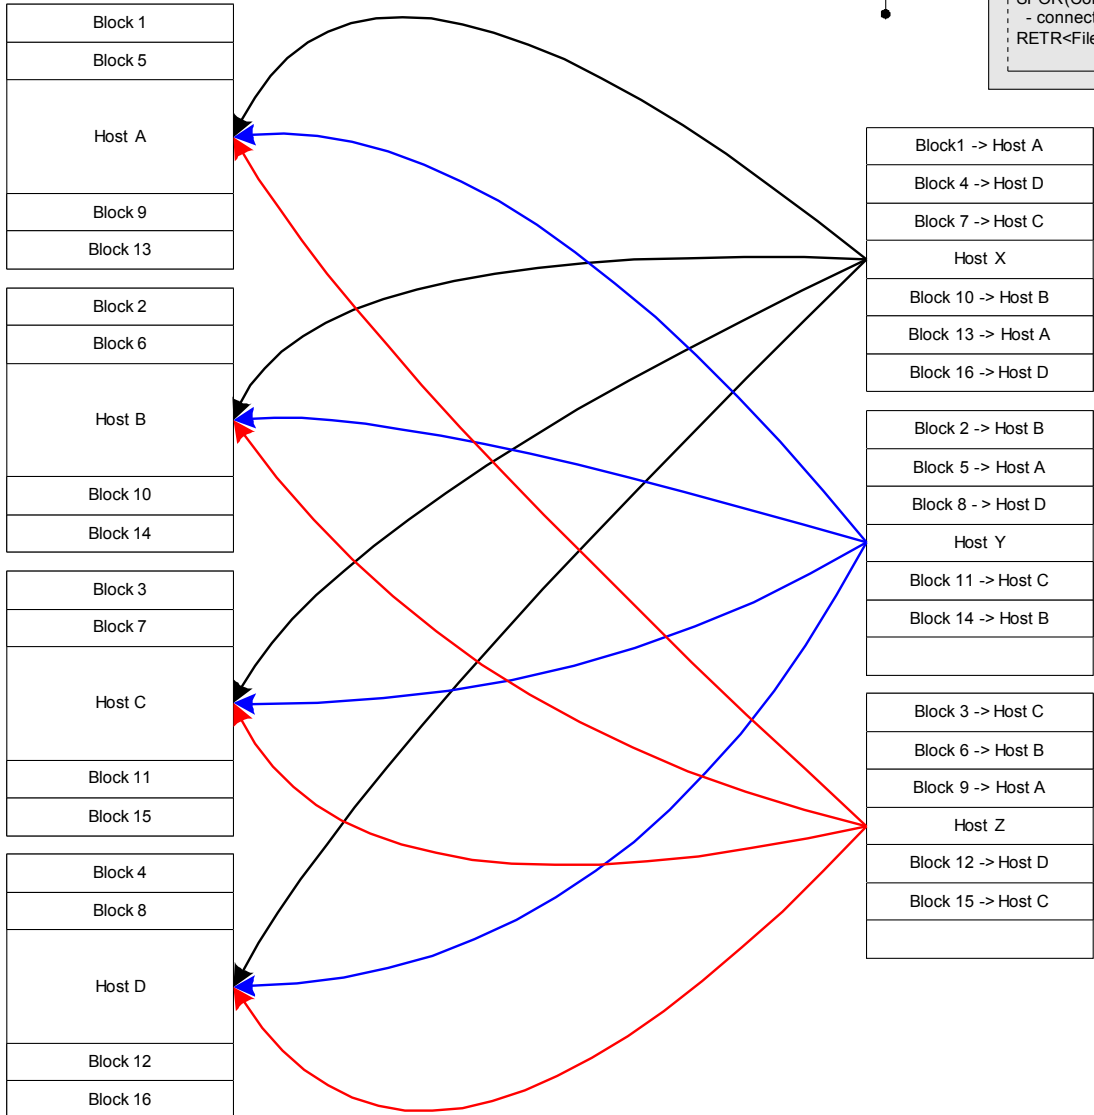 Block 1
Block 5
Host A
Block 9
Block 13
Block 2
Block 6
Host B
Block 10
Block 14
Block 3
Block 7
Host C
Block 11
Block 15
Block 4
Block 8
Host D
Block 12
Block 16
- connect
RETR<File
Block1 -> Host A
Block 4 -> Host D
Block 7 -> Host C
Host X
Block 10 -> Host B
Block 13 -> Host A
Block 16 -> Host D
Block 2 -> Host B
Block 5 -> Host A
Block 8 -> Host D
Host Y
Block 11 -> Host C
Block 14 -> Host B
Block 3 -> Host C
Block 6 -> Host B
Block 9 -> Host A
Host Z
Block 12 -> Host D
Block 15 -> Host C